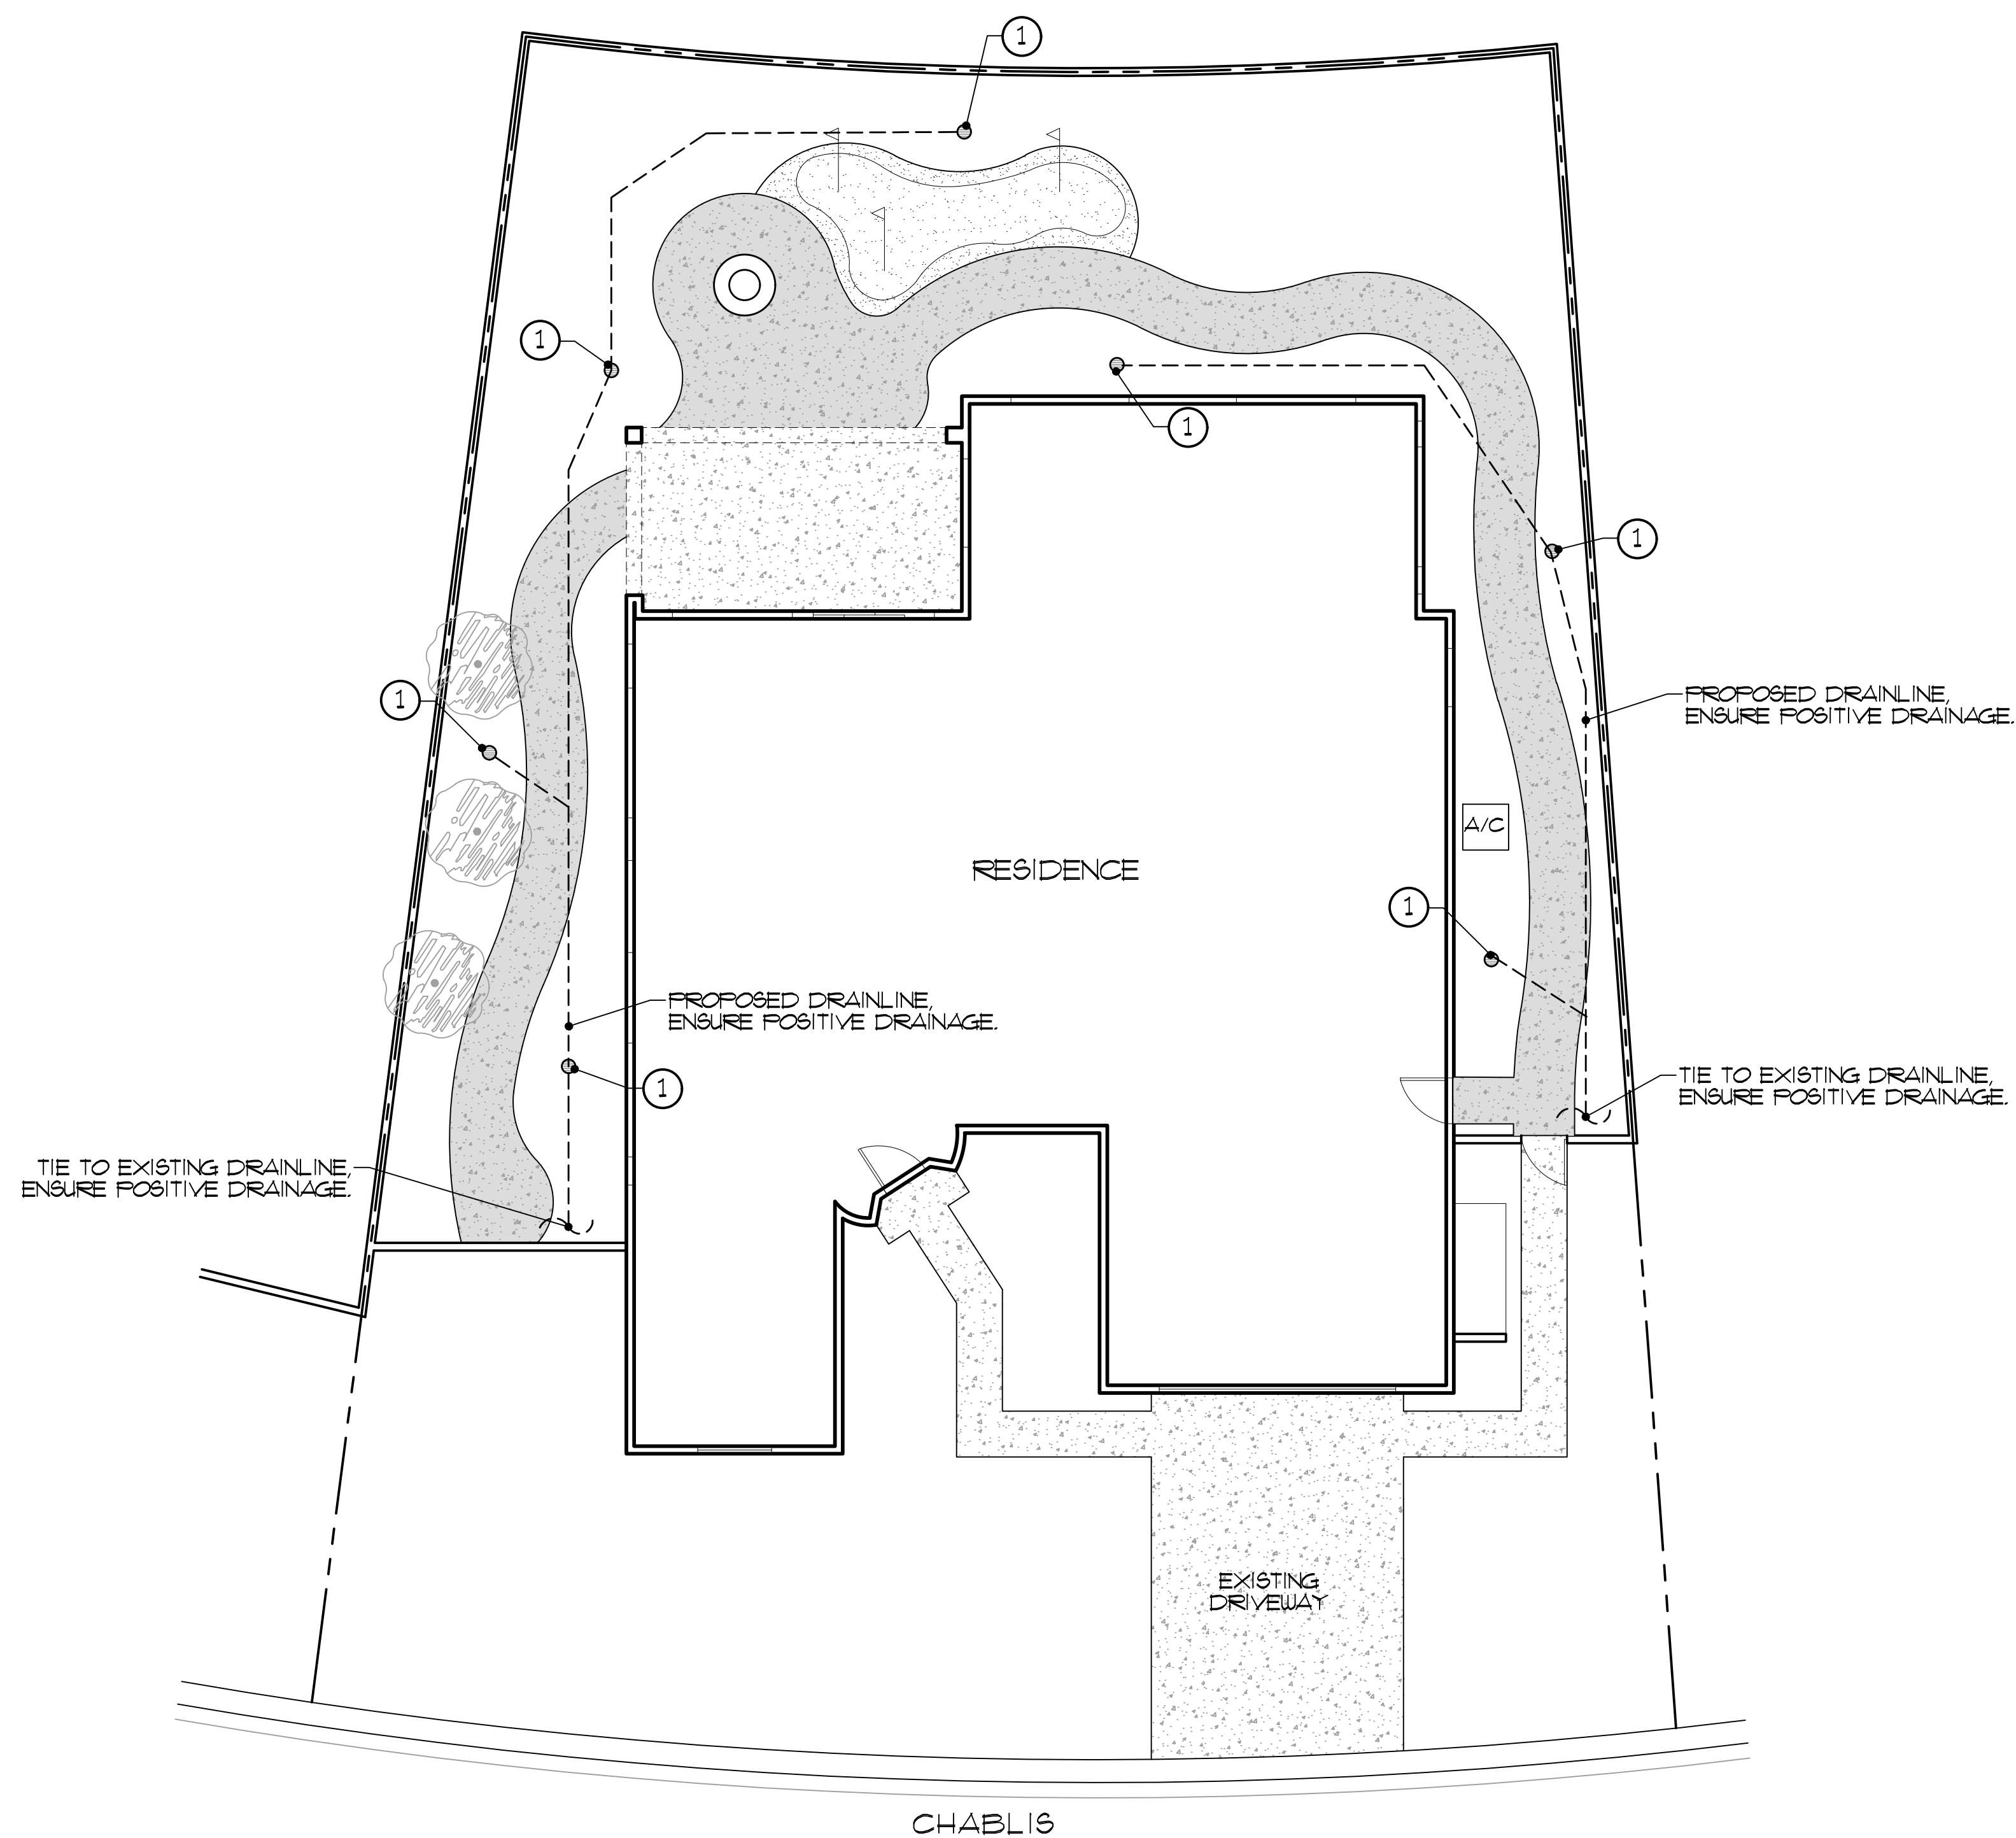 1
1
1
1
PROPOSED DRAINLINE,
ENSURE POSITIVE DRAINAGE.
1
A/C
RESIDENCE
1
PROPOSED DRAINLINE,
ENSURE POSITIVE DRAINAGE.
1
TIE TO EXISTING DRAINLINE,
ENSURE POSITIVE DRAINAGE.
TIE TO EXISTING DRAINLINE,
ENSURE POSITIVE DRAINAGE.
EXISTING
DRIVEWAY
CHABLIS